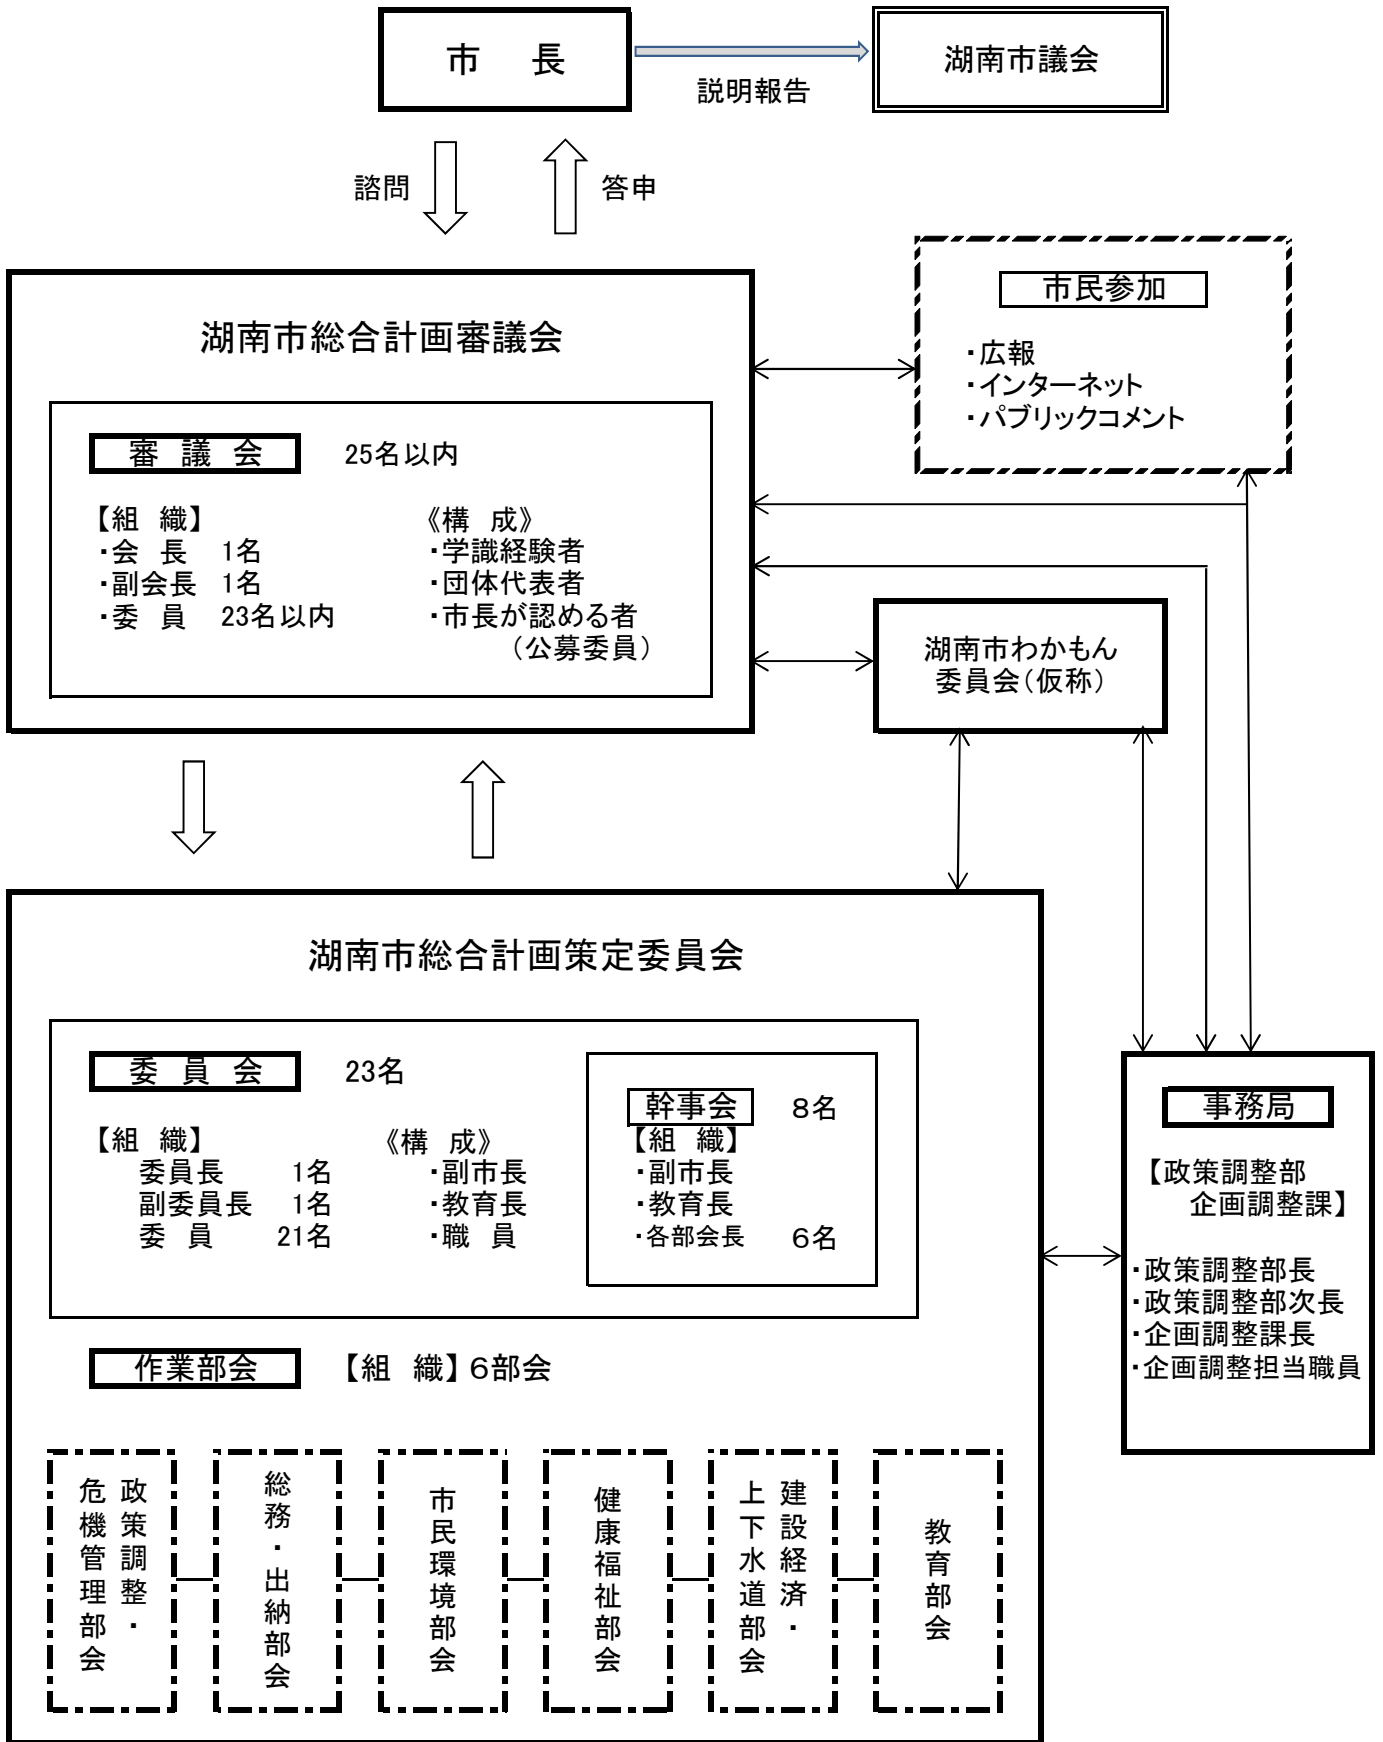 市　長
説明報告
湖南市議会
諮問
答申
湖南市総合計画審議会
審　議　会　25名以内
【組　織】
・会　長　1名
・副会長　1名
・委　員　23名以内
《構　成》
・学識経験者
・団体代表者
・市長が認める者
（公募委員）
市民参加
・広報
・インターネット
・パブリックコメント
湖南市わかもん
委員会（仮称）
湖南市総合計画策定委員会
委　員　会　23名
【組　織】
委員長　1名
副委員長　1名
委　員　21名
《構　成》
・副市長
・教育長
・職　員
幹事会　８名
【組　織】
・副市長
・教育長
・各部会長　６名
事務局
【政策調整部
企画調整課】
・政策調整部長
・政策調整部次長
・企画調整課長
・企画調整担当職員
作業部会　【組　織】６部会
政策調整・
危機管理部会
総務・出納部会
市民環境部会
健康福祉部会
建設経済・
上下水道部会
教育部会